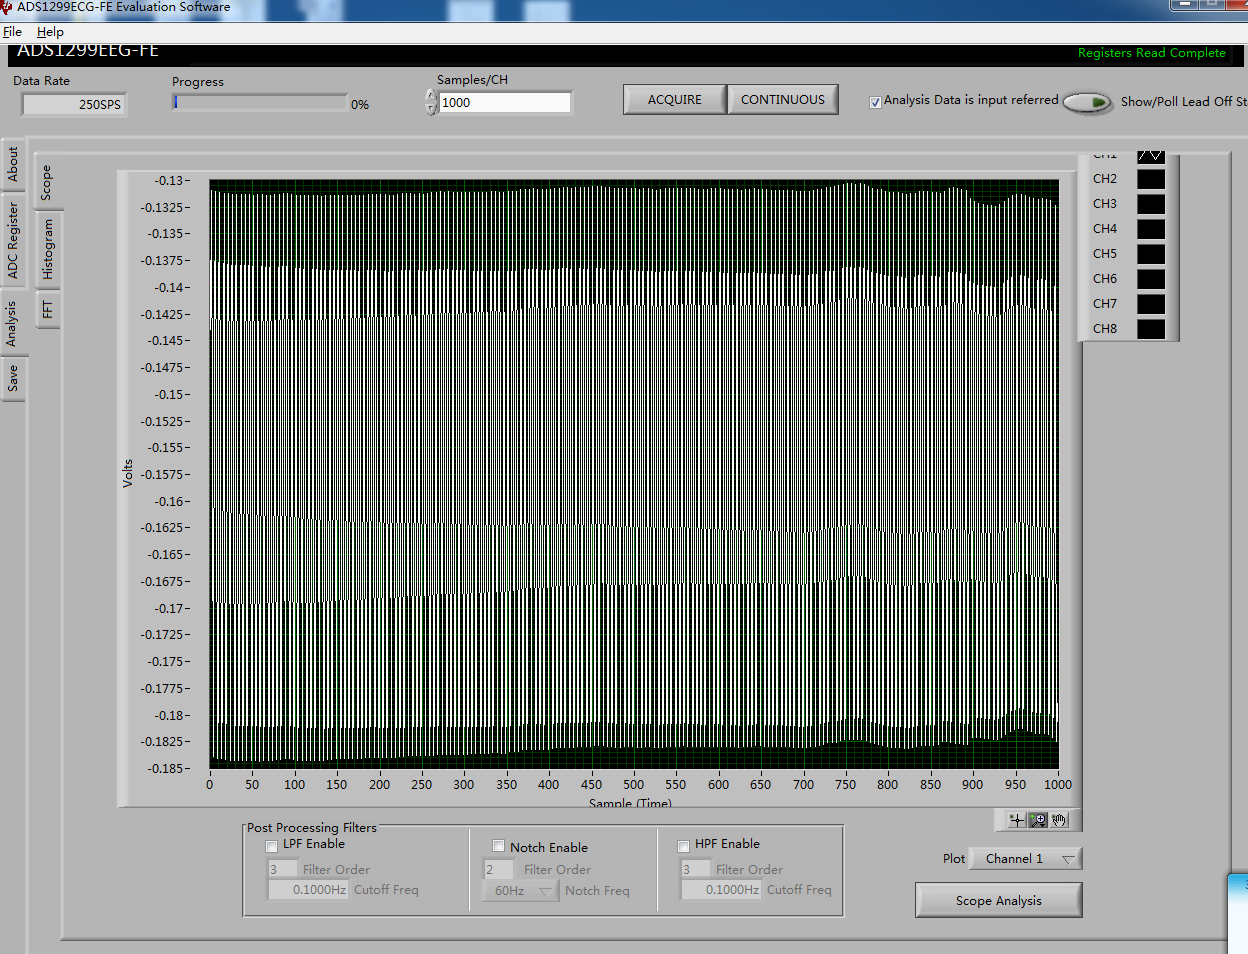 ADS1299ECG-FE Evaluation Software
File Help
ADS1299EEG-FE
Registers Read Complete
Data Rate
250SPS
Progress
0%
Samples/CH
1000
ACQUIRE
CONTINUOUS
Analysis Data is input referred
Show/Poll Lead Off St
About
ADC Register
Analysis
Save
Scope
Histogram
FFT
Volts
-0.13
-0.1325
-0.135
-0.1375
-0.14
-0.1425
-0.145
-0.1475
-0.15
-0.1525
-0.155
-0.1575
-0.16
-0.1625
-0.165
-0.1675
-0.17
-0.1725
-0.175
-0.1775
-0.18
-0.1825
-0.185
0 50 100 150 200 250 300 350 400 450 500 550 600 650 700 750 800 850 900 950 1000
Sample (Time)
CH1
CH2
CH3
CH4
CH5
CH6
CH7
CH8
Post Processing Filters
LPF Enable
3 Filter Order
0.1000Hz Cutoff Freq
Notch Enable
2 Filter Order
60Hz Notch Freq
HPF Enable
3 Filter Order
0.1000Hz Cutoff Freq
Plot Channel 1
Scope Analysis